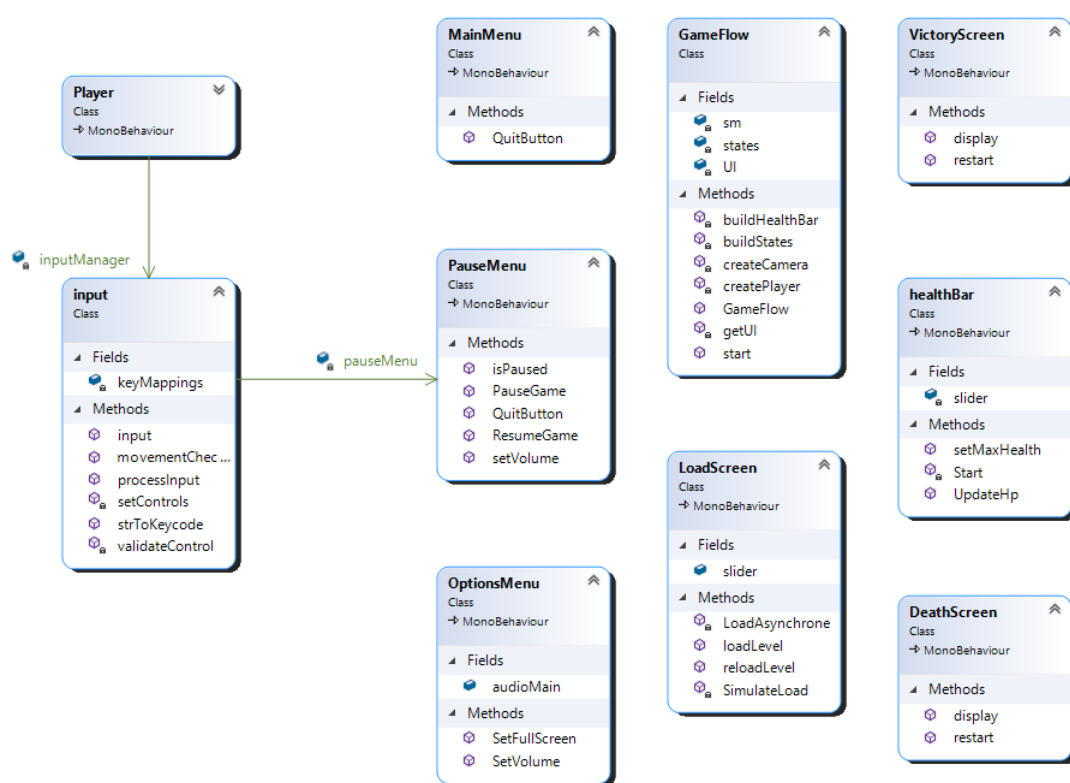 Player
Class
MonoBehaviour
inputManager
input
Class
Fields
keyMappings
Methods
input
movementChec ...
processInput
setControls
strToKeycode
validateControl
pauseMenu
MainMenu
Class
MonoBehaviour
Methods
QuitButton
PauseMenu
Class
MonoBehaviour
Methods
isPaused
PauseGame
QuitButton
ResumeGame
setVolume
OptionsMenu
Class
MonoBehaviour
Fields
audioMain
Methods
SetFullScreen
SetVolume
GameFlow
Class
Fields
sm
states
UI
Methods
buildHealthBar
buildStates
createCamera
createPlayer
GameFlow
getUI
start
LoadScreen
Class
MonoBehaviour
Fields
slider
Methods
LoadAsynchrone
loadLevel
reloadLevel
SimulateLoad
VictoryScreen
Class
MonoBehaviour
Methods
display
restart
healthBar
Class
MonoBehaviour
Fields
slider
Methods
setMaxHealth
Start
UpdateHp
DeathScreen
Class
MonoBehaviour
Methods
display
restart